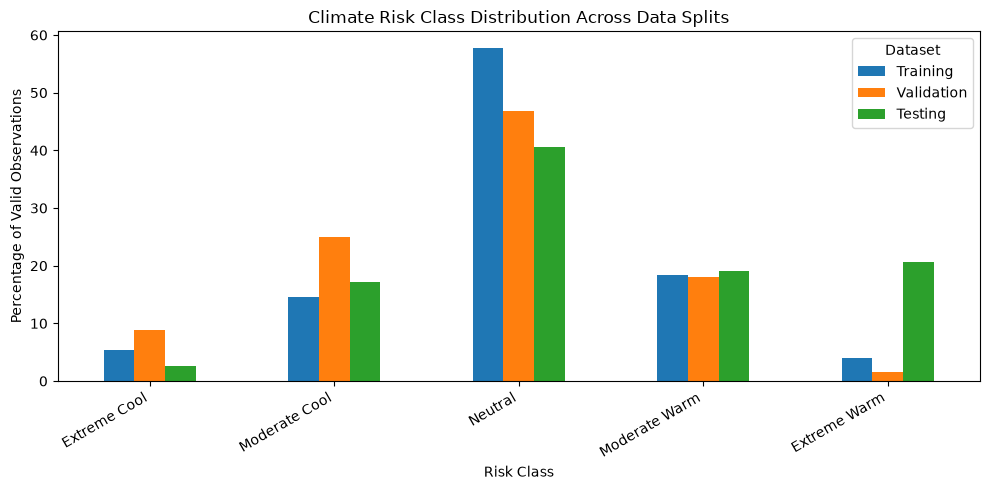 Climate Risk Class Distribution Across Data Splits
Percentage of Valid Observations
60
50
40
30
20
10
0
Dataset
Training
Validation
Testing
Extreme Cool
Moderate Cool
Neutral
Moderate Warm
Extreme Warm
Risk Class